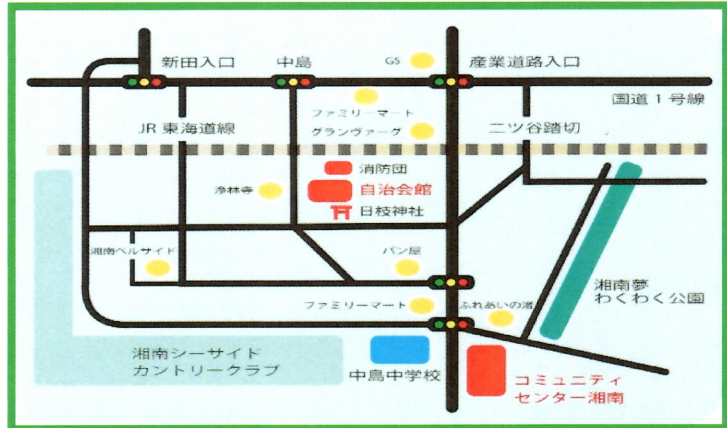 新田入口
中島
GS
産業道路入口
国道1号線
ファミリーマート
JR 東海道線
グランヴァーグ
二ツ谷踏切
消防団
浄林寺
自治会館
日枝神社
湘南ベルサイド
パン屋
湘南夢
わくわく公園
ファミリーマート
ふれあいの渚
湘南シーサイド
カントリークラブ
中島中学校
コミュニティ
センター湘南